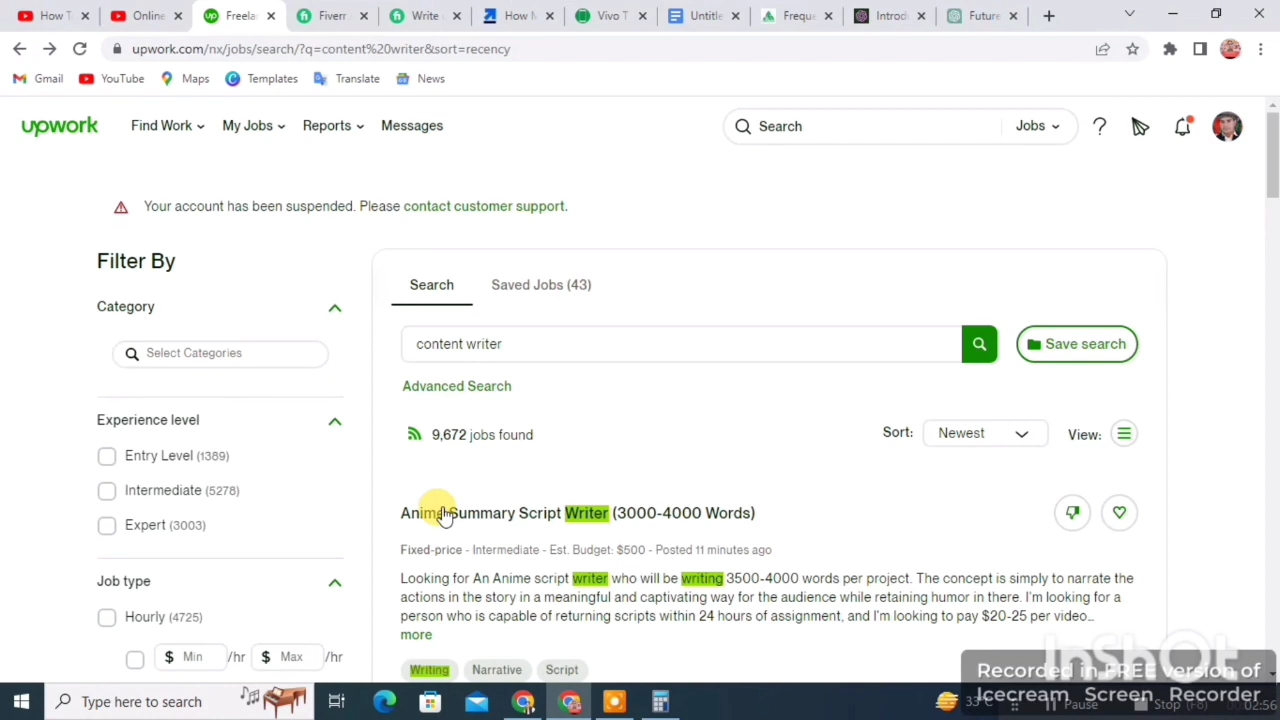 How T
Online
Freelan
Fiverr
Write
How M
Vivo T
Untitle
Freque
Introd
Future
upwork.com/nx/jobs/search/?q=content%20writer&sort=recency
Gmail YouTube Maps Templates Translate News
upwork Find Work My Jobs Reports Messages Search Jobs
Your account has been suspended. Please contact customer support.
Filter By
Category
Select Categories
Experience level
Entry Level (1389)
Intermediate (5278)
Expert (3003)
Job type
Hourly (4725)
$ Min /hr $ Max /hr
Search Saved Jobs (43)
content writer
Save search
Advanced Search
9,672 jobs found
Sort: Newest View:
Anime Summary Script Writer (3000-4000 Words)
Fixed-price - Intermediate - Est. Budget: $500 - Posted 11 minutes ago
Looking for An Anime script writer who will be writing 3500-4000 words per project. The concept is simply to narrate the
actions in the story in a meaningful and captivating way for the audience while retaining humor in there. I'm looking for a
person who is capable of returning scripts within 24 hours of assignment, and I'm looking to pay $20-25 per video...
more
Writing Narrative Script
InShOt
Recorded in FREE version of
Icecream Screen Recorder
Type here to search
33°C
Pause Stop (F8) 00:02:56